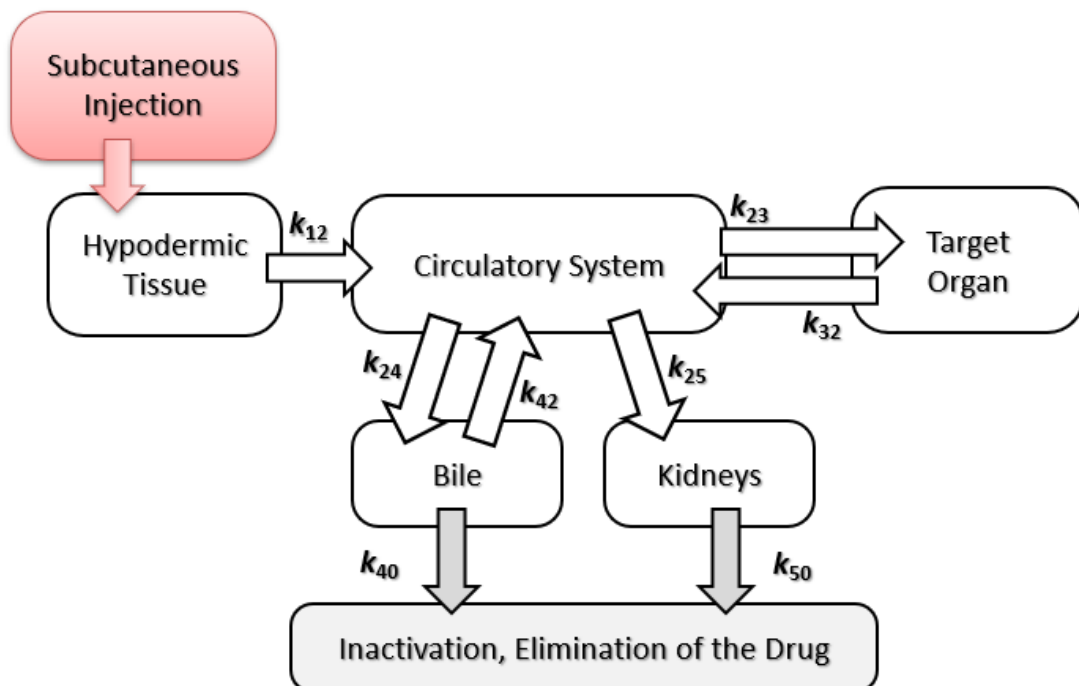 Subcutaneous
Injection
Hypodermic
Tissue
k12
Circulatory System
k23
Target
Organ
k32
k24
k42
k25
Bile
Kidneys
k40
k50
Inactivation, Elimination of the Drug